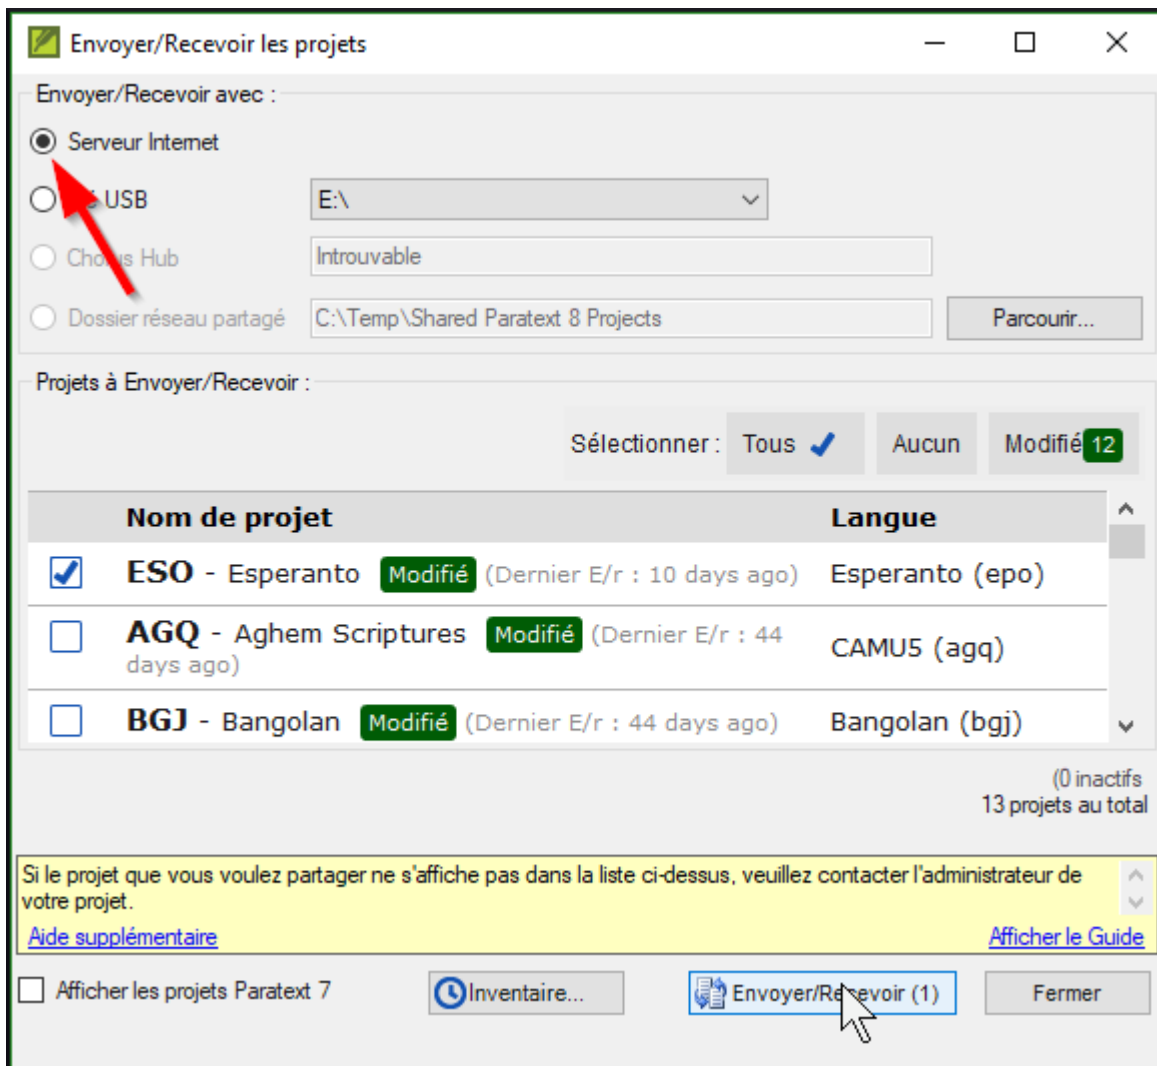 Envoyer/Recevoir les projets
Envoyer/Recevoir avec :
Serveur Internet
USB
E:\
Chorus Hub
Introuvable
Dossier réseau partagé
C:\Temp\Shared Paratext 8 Projects
Parcourir...
Projets à Envoyer/Recevoir :
Sélectionner : Tous Aucun Modifié 12
Nom de projet Langue
ESO - Esperanto Modifié (Dernier E/r : 10 days ago) Esperanto (epo)
AGQ - Aghem Scriptures Modifié (Dernier E/r : 44
days ago)
CAMU5 (agq)
BGJ - Bangolan Modifié (Dernier E/r : 44 days ago) Bangolan (bgj)
(0 inactifs
13 projets au total
Si le projet que vous voulez partager ne s'affiche pas dans la liste ci-dessus, veuillez contacter l'administrateur de
votre projet.
Aide supplémentaire Afficher le Guide
Afficher les projets Paratext 7
Inventaire...
Envoyer/Recevoir (1)
Fermer